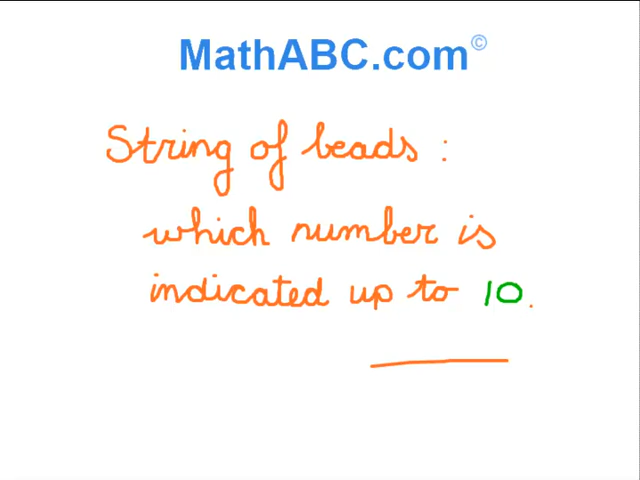 MathABC.com©
String of beads :
which number is
indicated up to 10.